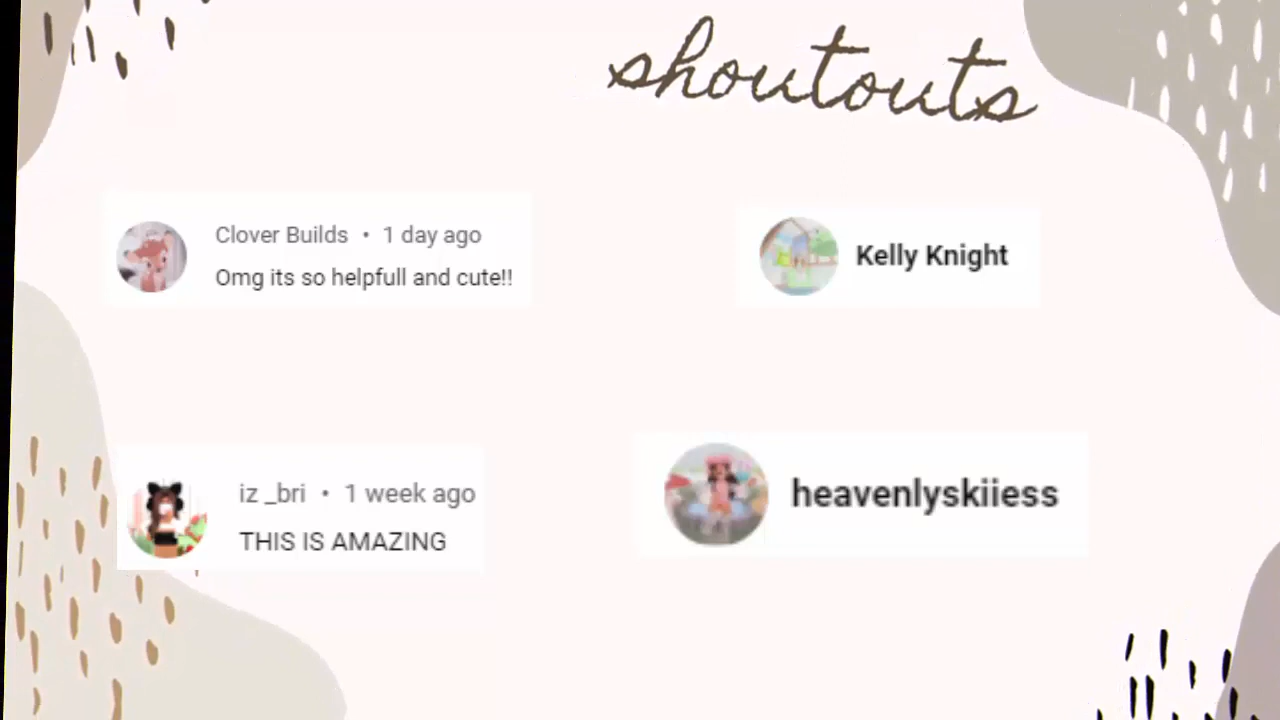 shoutouts
Clover Builds • 1 day ago
Omg its so helpfull and cute!!
Kelly Knight
iz _bri • 1 week ago
THIS IS AMAZING
heavenlyskiiess